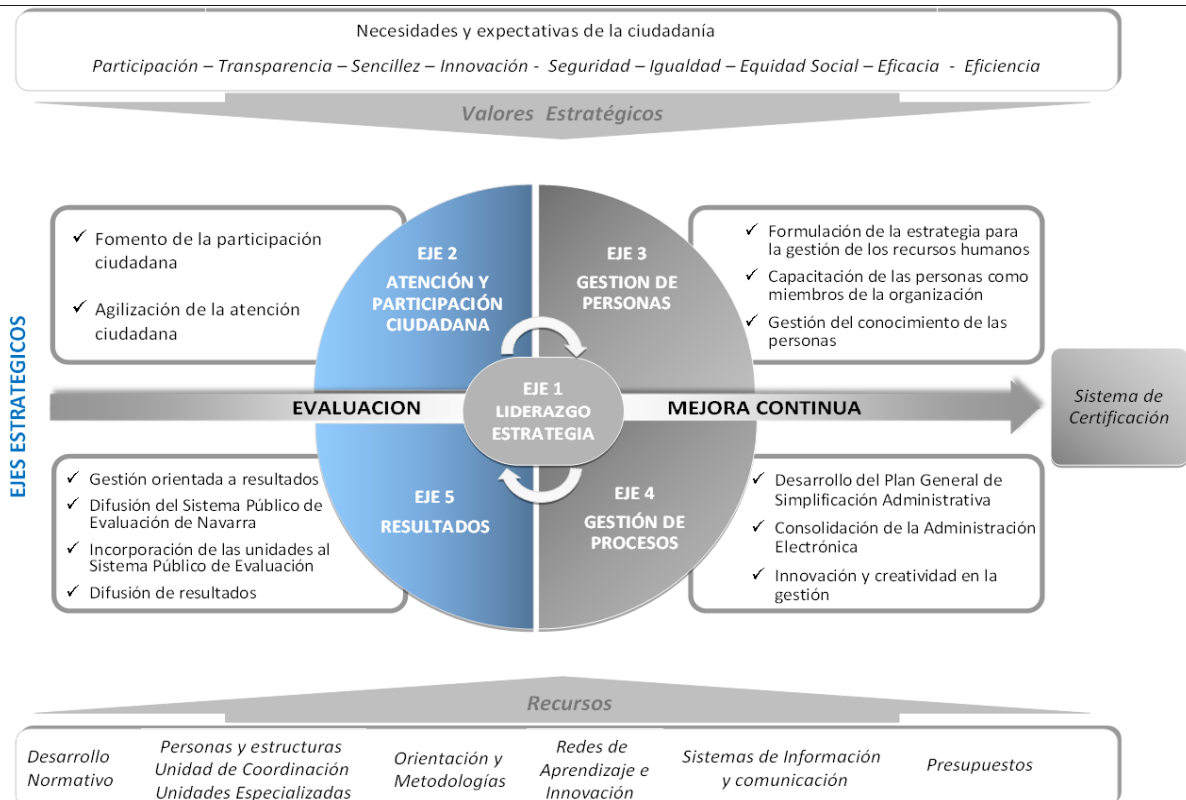 Necesidades y expectativas de la ciudadanía
Participación – Transparencia – Sencillez – Innovación - Seguridad – Igualdad – Equidad Social – Eficacia - Eficiencia
Valores Estratégicos
EJES ESTRATEGICOS
✓ Fomento de la participación
ciudadana
✓ Agilización de la atención
ciudadana
EJE 2
ATENCIÓN Y
PARTICIPACIÓN
CIUDADANA
EJE 3
GESTION DE
PERSONAS
✓ Formulación de la estrategia para
la gestión de los recursos humanos
✓ Capacitación de las personas como
miembros de la organización
✓ Gestión del conocimiento de las
personas
EVALUACION
EJE 1
LIDERAZGO
ESTRATEGIA
MEJORA CONTINUA
Sistema de
Certificación
✓ Gestión orientada a resultados
✓ Difusión del Sistema Público de
Evaluación de Navarra
✓ Incorporación de las unidades al
Sistema Público de Evaluación
✓ Difusión de resultados
EJE 5
RESULTADOS
EJE 4
GESTIÓN DE
PROCESOS
✓ Desarrollo del Plan General de
Simplificación Administrativa
✓ Consolidación de la Administración
Electrónica
✓ Innovación y creatividad en la
gestión
Recursos
Desarrollo
Normativo
Personas y estructuras
Unidad de Coordinación
Unidades Especializadas
Orientación y
Metodologías
Redes de
Aprendizaje e
Innovación
Sistemas de Información
y comunicación
Presupuestos